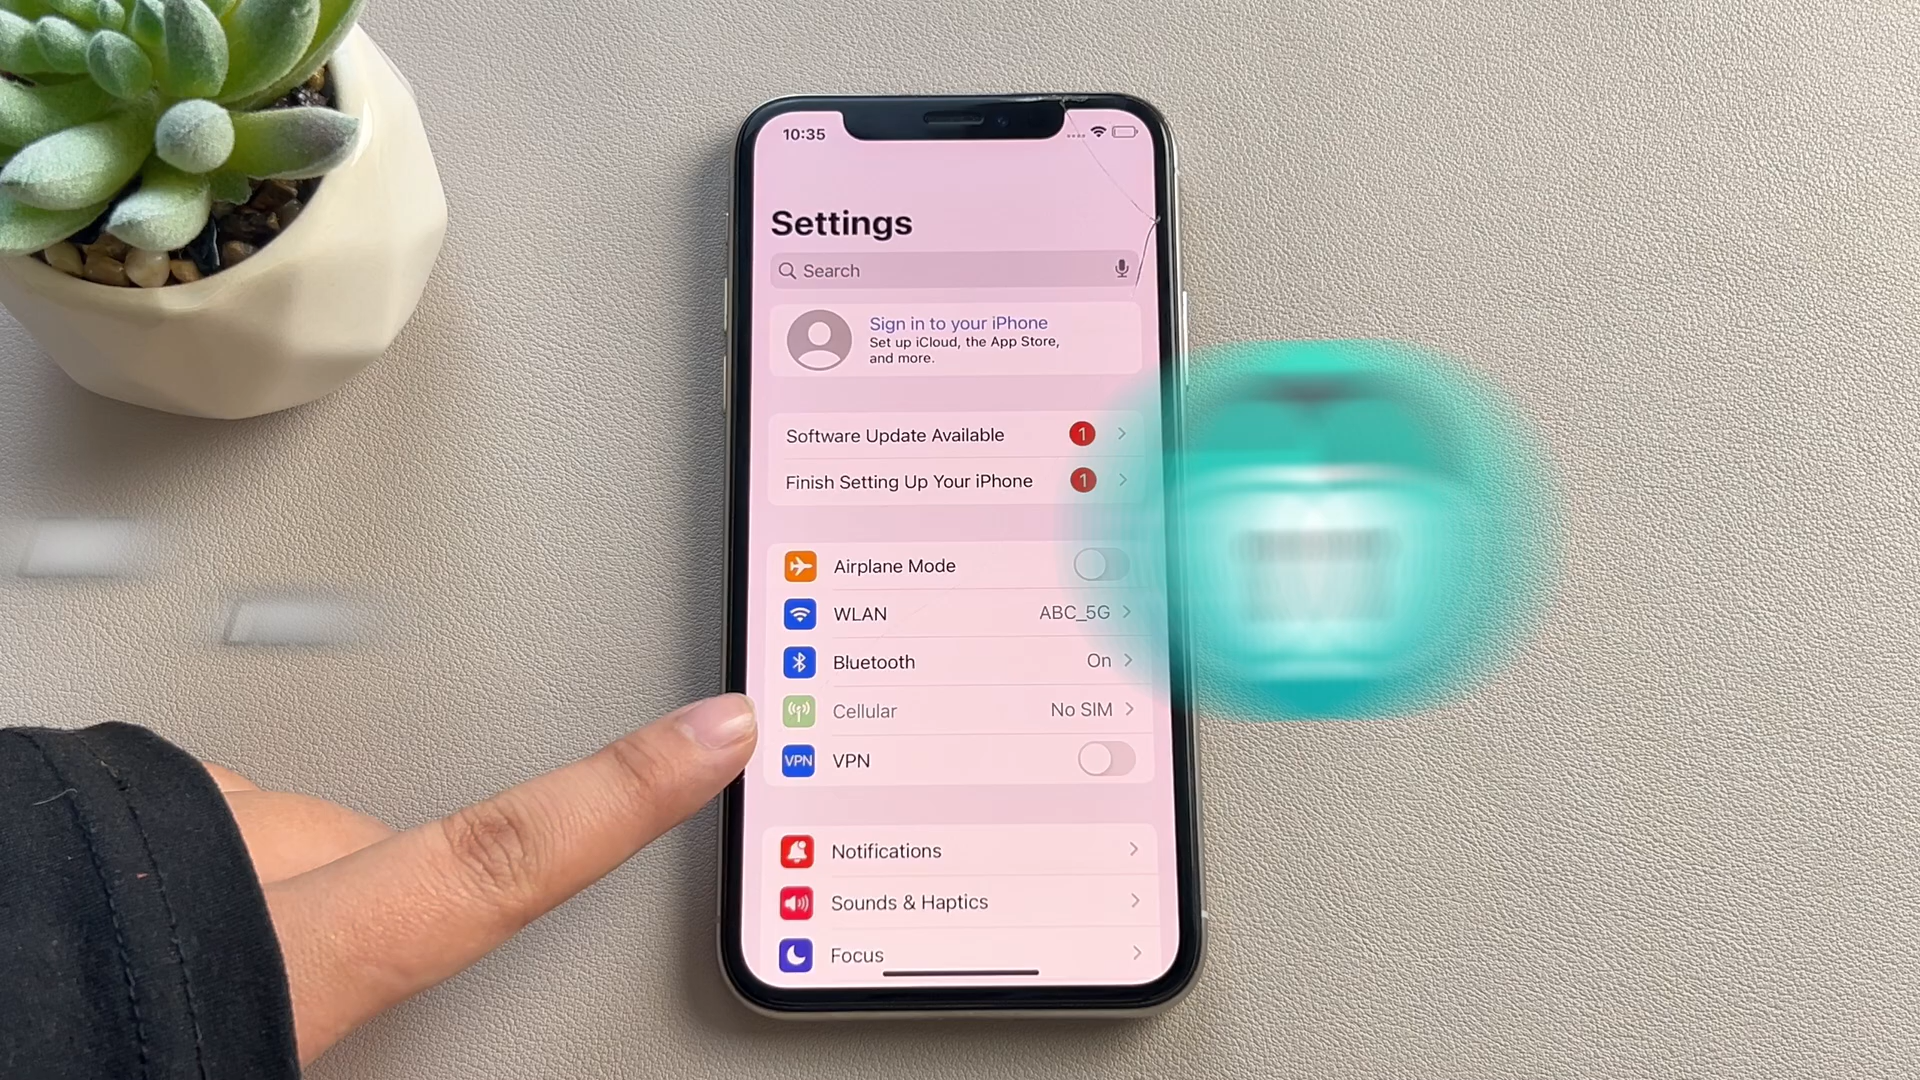 10:35
Settings
Search
Sign in to your iPhone
Set up iCloud, the App Store,
and more.
Software Update Available 1
Finish Setting Up Your iPhone 1
Airplane Mode
WLAN ABC_5G
Bluetooth On
Cellular No SIM
VPN VPN
Notifications
Sounds & Haptics
Focus